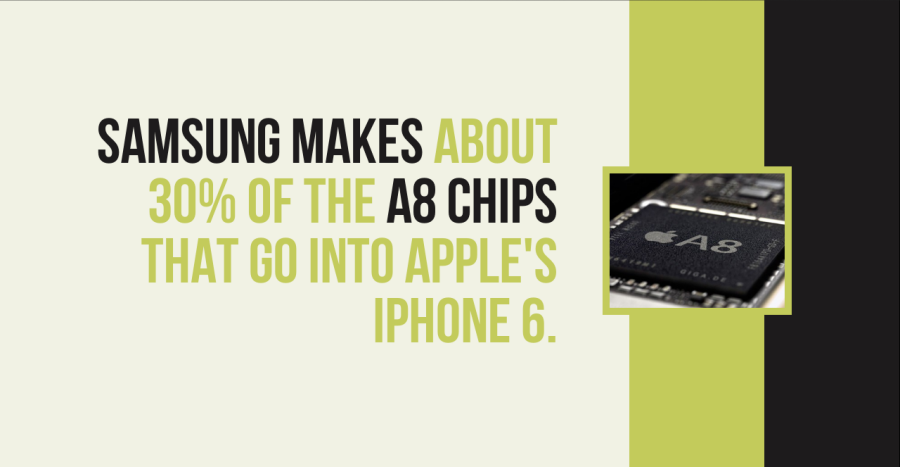 SAMSUNG MAKES ABOUT
30% OF THE A8 CHIPS
THAT GO INTO APPLE'S
IPHONE 6.
A8